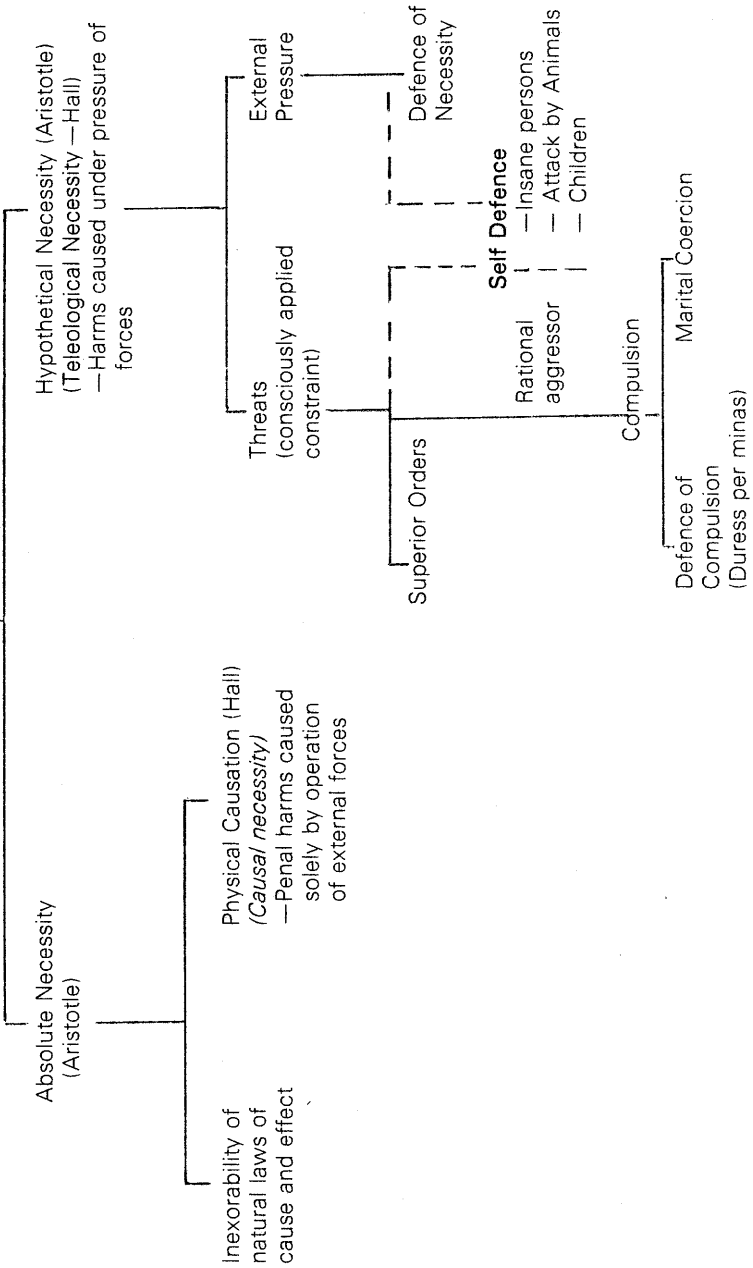 Absolute Necessity
(Aristotle)
Hypothetical Necessity (Aristotle)
(Teleological Necessity—Hall)
—Harms caused under pressure of
forces
Inexorability of
natural laws of
cause and effect
Physical Causation (Hall)
(Causal necessity)
—Penal harms caused
solely by operation
of external forces
Threats
(consciously applied
constraint)
External
Pressure
Superior Orders
Defence of
Necessity
Self Defence
—Insane persons
— Attack by Animals
— Children
Rational
aggressor
Compulsion
Defence of
Compulsion
(Duress per minas)
Marital Coercion